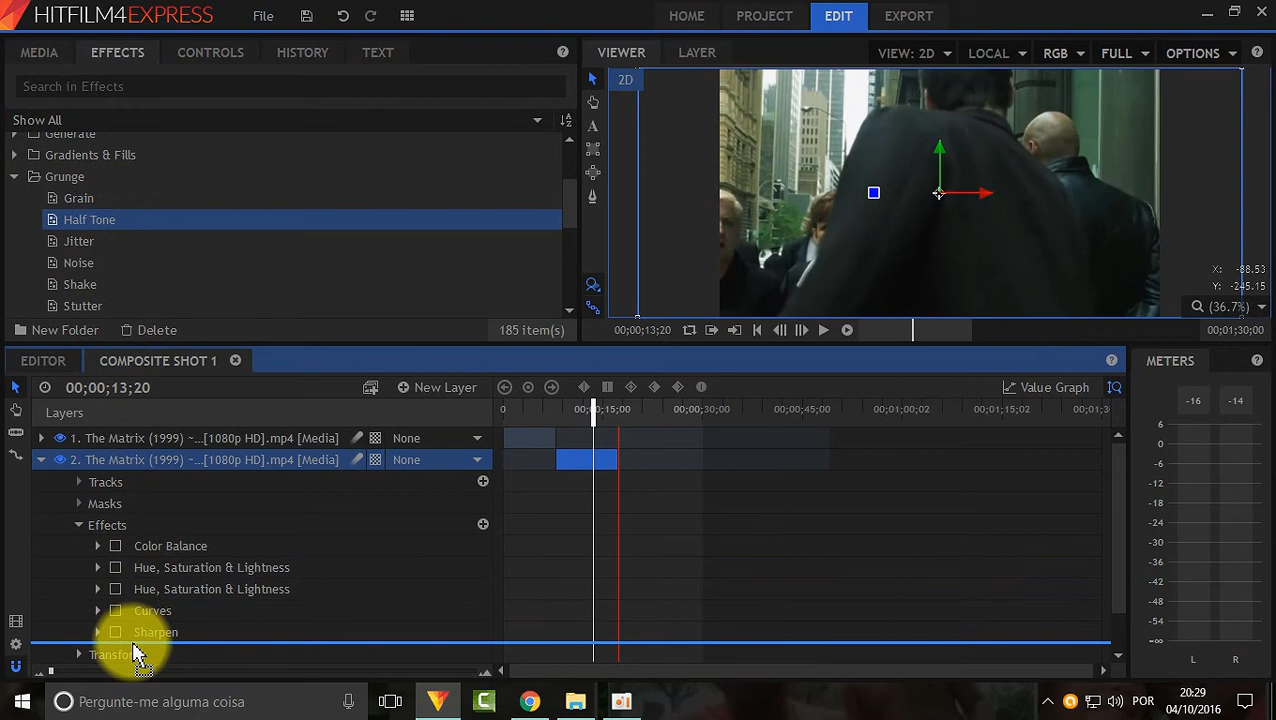 HITFILM4EXPRESS
File
HOME
PROJECT
EDIT
EXPORT
MEDIA
EFFECTS
CONTROLS
HISTORY
TEXT
Search in Effects
Show All
Generate
Gradients & Fills
Grunge
Grain
Half Tone
Jitter
Noise
Shake
Stutter
New Folder
Delete
185 item(s)
VIEWER
LAYER
VIEW: 2D
LOCAL
RGB
FULL
OPTIONS
2D
X: -88.53
Y: -245.15
(36.7%)
00;00;13;20
00;01;30;00
EDITOR
COMPOSITE SHOT 1
00;00;13;20
New Layer
Value Graph
Layers
0
00;00;15;00
00;00;30;00
00;00;45;00
00;01;00;02
00;01;15;02
00;01;3
1. The Matrix (1999) ~...[1080p HD].mp4 [Media]
None
2. The Matrix (1999) ~...[1080p HD].mp4 [Media]
None
Tracks
Masks
Effects
Color Balance
Hue, Saturation & Lightness
Hue, Saturation & Lightness
Curves
Sharpen
METERS
-16
-14
6
0
-6
-12
-18
-24
-30
-36
-42
-48
-54
-∞
L
R
Pergunte-me alguma coisa
POR
20:29
04/10/2016